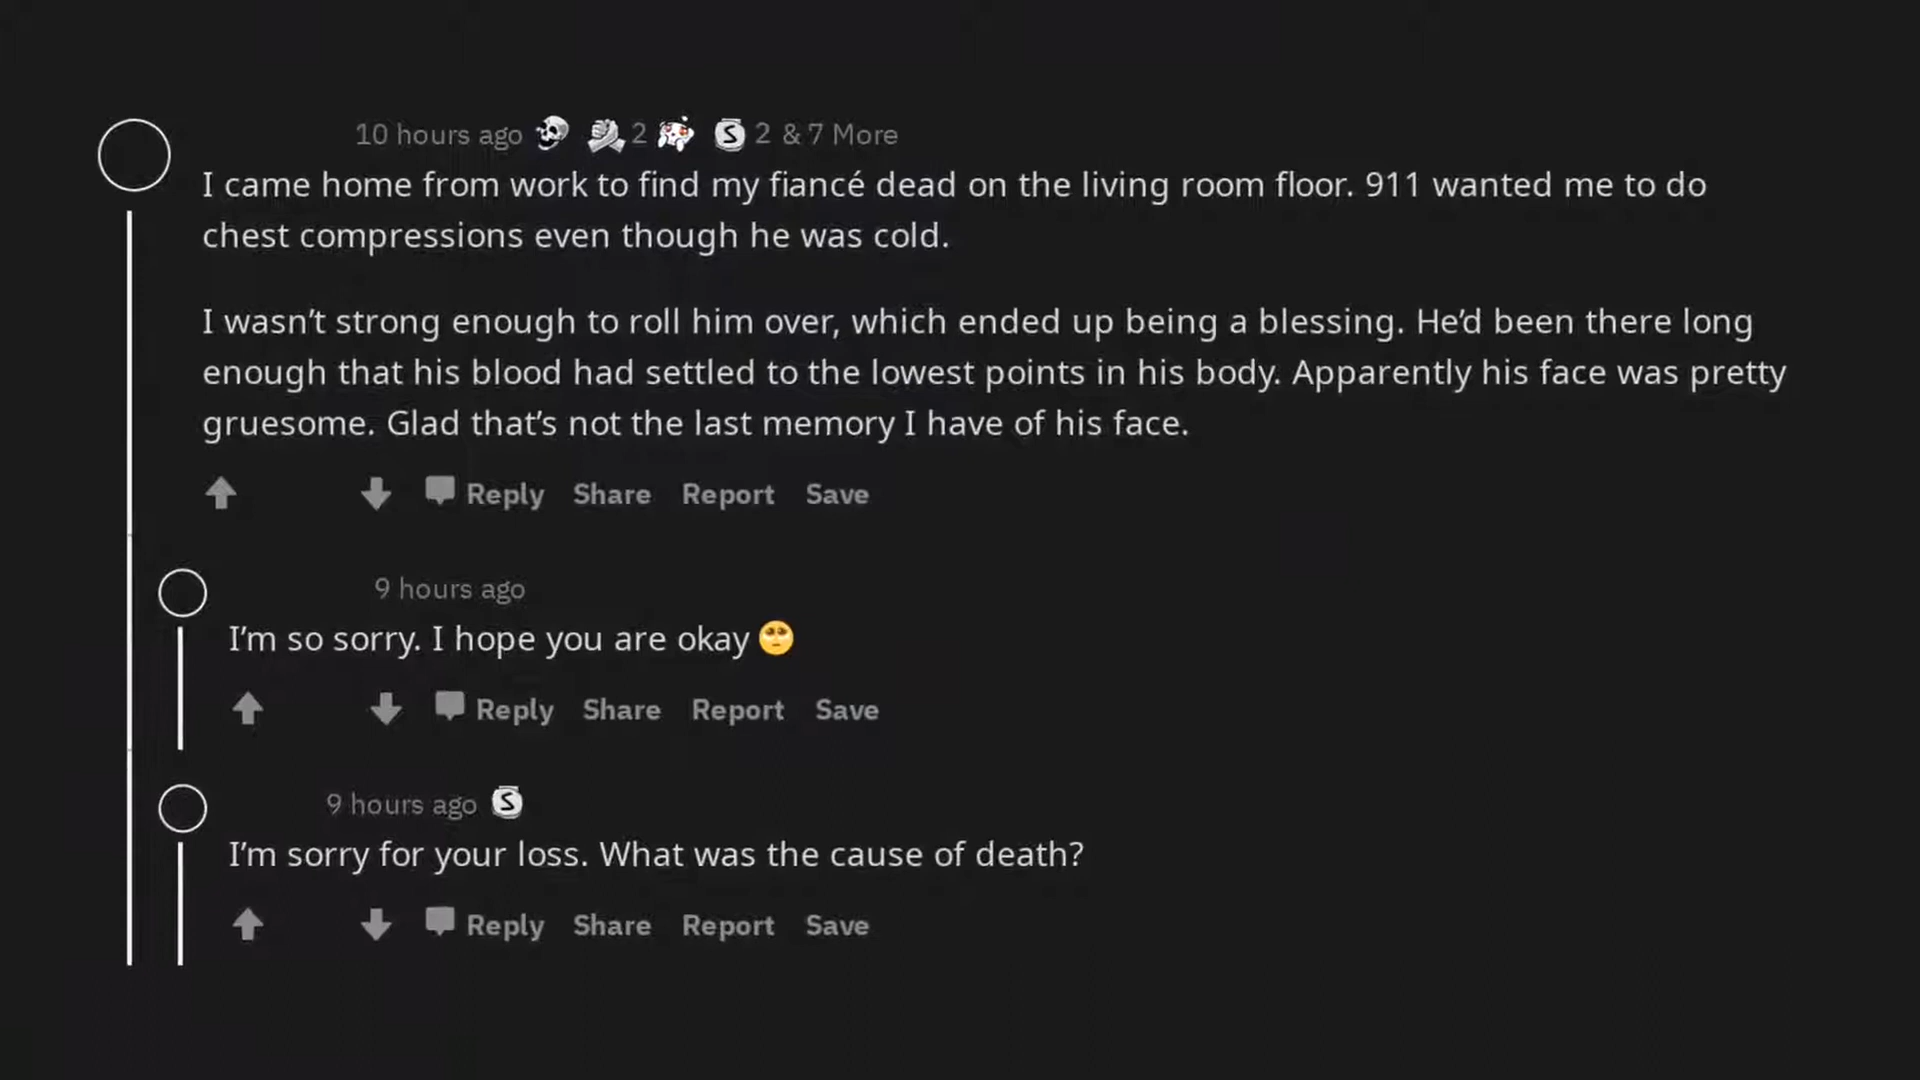 10 hours ago 2 2 & 7 More
I came home from work to find my fiancé dead on the living room floor. 911 wanted me to do
chest compressions even though he was cold.
I wasn’t strong enough to roll him over, which ended up being a blessing. He’d been there long
enough that his blood had settled to the lowest points in his body. Apparently his face was pretty
gruesome. Glad that’s not the last memory I have of his face.
Reply Share Report Save
9 hours ago
I’m so sorry. I hope you are okay 🥺
Reply Share Report Save
9 hours ago S
I’m sorry for your loss. What was the cause of death?
Reply Share Report Save